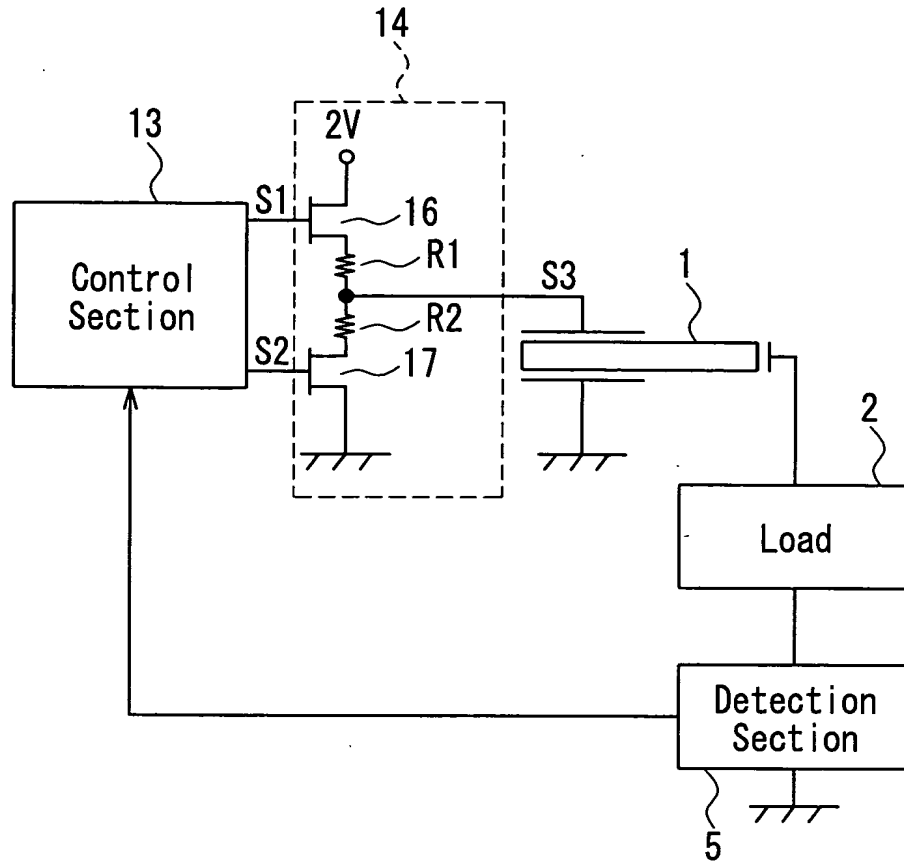 14
13
2V
S1
16
Control
Section
R1
S3
1
R2
S2
17
2
Load
Detection
Section
5